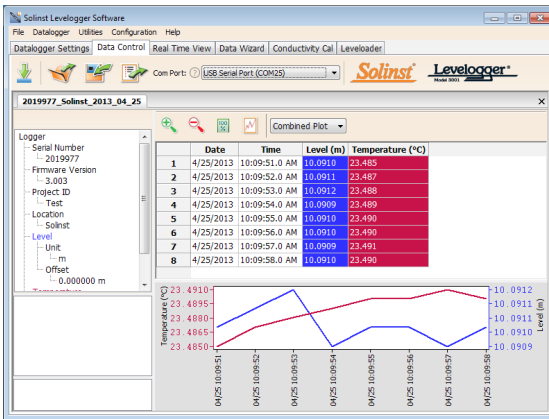 Solinst Levelogger Software
File Datalogger Utilities Configuration Help
Datalogger Settings Data Control Real Time View Data Wizard Conductivity Cal Leveloader
Com Port: ? USB Serial Port (COM25) Solinst Levelogger
Model 3001
2019977_Solinst_2013_04_25 ×
100 %
Combined Plot
Logger
Serial Number
2019977
Firmware Version
3.003
Project ID
Test
Location
Solinst
Level
Unit
m
Offset
0.000000 m
Date Time Level (m) Temperature (°C)
1 4/25/2013 10:09:51.0 AM 10.0910 23.485
2 4/25/2013 10:09:52.0 AM 10.0911 23.487
3 4/25/2013 10:09:53.0 AM 10.0912 23.488
4 4/25/2013 10:09:54.0 AM 10.0909 23.489
5 4/25/2013 10:09:55.0 AM 10.0910 23.490
6 4/25/2013 10:09:56.0 AM 10.0910 23.490
7 4/25/2013 10:09:57.0 AM 10.0909 23.491
8 4/25/2013 10:09:58.0 AM 10.0910 23.490
Temperature (°C)
23.4910
23.4895
23.4880
23.4865
23.4850
10.0912
10.0911
10.0911
10.0910
10.0909
Level (m)
04/25 10:09:51
04/25 10:09:52
04/25 10:09:53
04/25 10:09:54
04/25 10:09:55
04/25 10:09:56
04/25 10:09:57
04/25 10:09:58